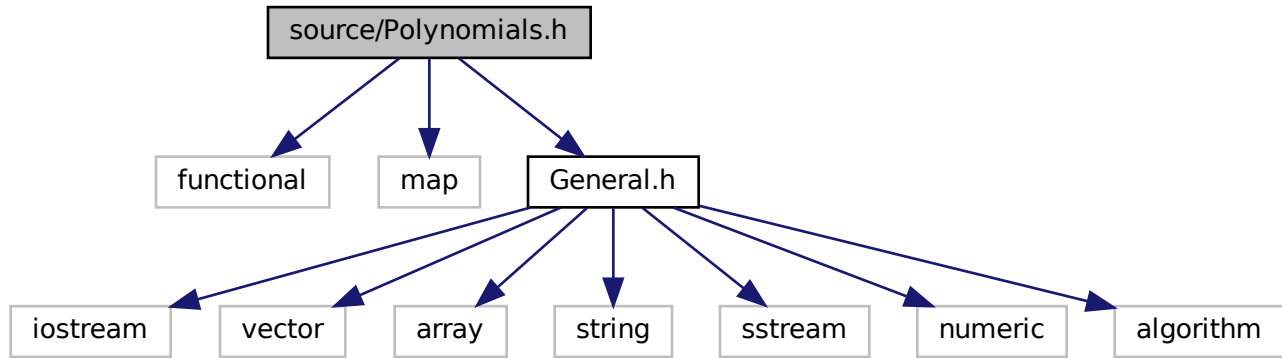 source/Polynomials.h
functional
map
General.h
iostream
vector
array
string
sstream
numeric
algorithm